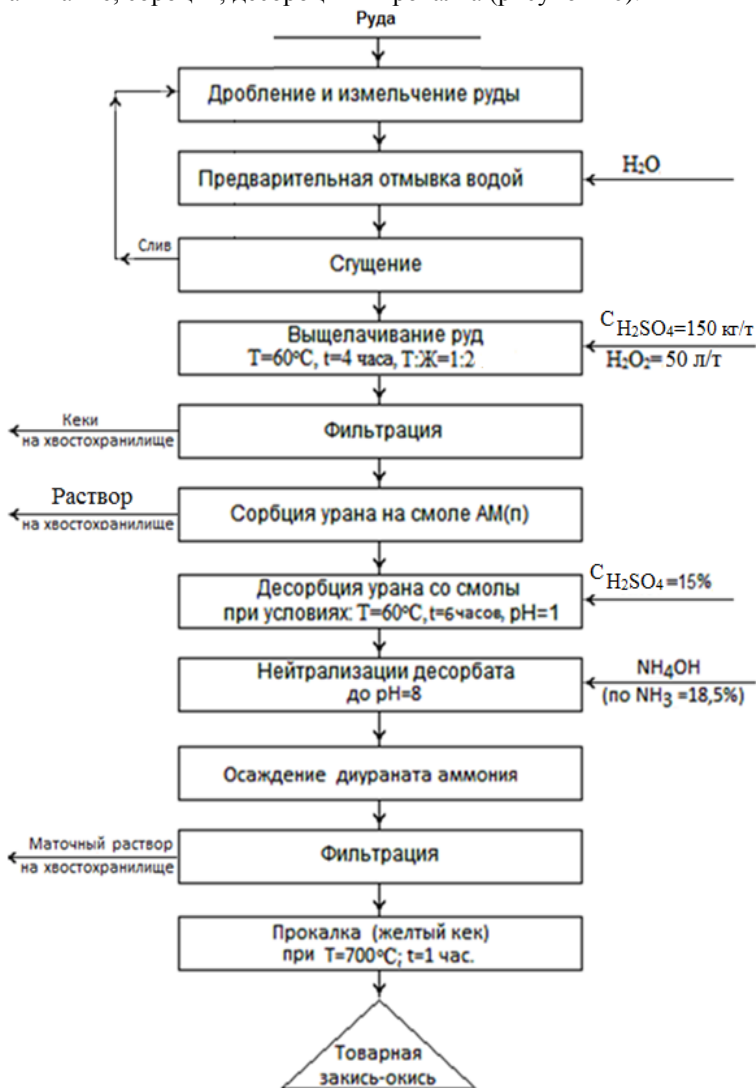 Руда
Дробление и измельчение руды
Предварительная отмывка водой
H₂O
Слив
Сгущение
Выщелачивание руд
T=60°C, t=4 часа, Т:Ж=1:2
C H₂SO₄=150 кг/т
H₂O₂= 50 л/т
Кеки
на хвостохранилище
Фильтрация
Раствор
на хвостохранилище
Сорбция урана на смоле АМ(п)
Десорбция урана со смолы
при условиях: T=60°C, t=6 часов, pH=1
C H₂SO₄ =15%
Нейтрализации десорбата
до pH=8
NH₄OH
(по NH₃ =18,5%)
Осаждение диураната аммония
Маточный раствор
на хвостохранилище
Фильтрация
Прокалка (желтый кек)
при T=700°C; t=1 час.
Товарная
закись-окись